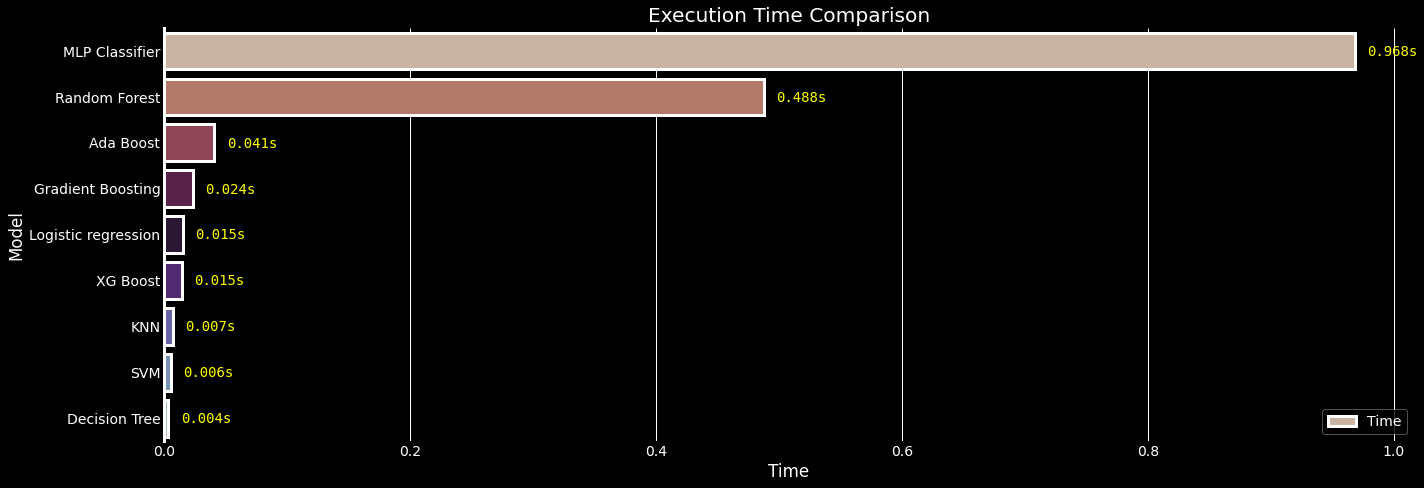 Execution Time Comparison
MLP Classifier 0.968s
Random Forest 0.488s
Ada Boost 0.041s
Gradient Boosting 0.024s
Logistic regression 0.015s
XG Boost 0.015s
KNN 0.007s
SVM 0.006s
Decision Tree 0.004s
Model
Time
0.0 0.2 0.4 0.6 0.8 1.0
Time